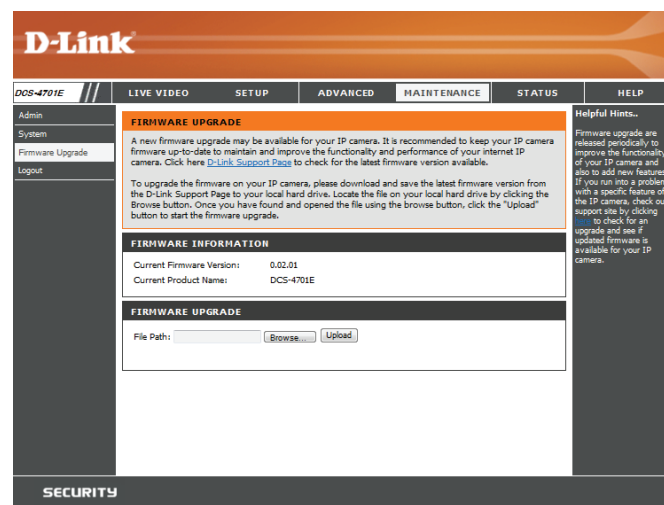 D-Link
DCS-4701E
LIVE VIDEO
SETUP
ADVANCED
MAINTENANCE
STATUS
HELP
Admin
System
Firmware Upgrade
Logout
FIRMWARE UPGRADE
A new firmware upgrade may be available for your IP camera. It is recommended to keep your IP camera
firmware up-to-date to maintain and improve the functionality and performance of your internet IP
camera. Click here D-Link Support Page to check for the latest firmware version available.
To upgrade the firmware on your IP camera, please download and save the latest firmware version from
the D-Link Support Page to your local hard drive. Locate the file on your local hard drive by clicking the
Browse button. Once you have found and opened the file using the browse button, click the "Upload"
button to start the firmware upgrade.
FIRMWARE INFORMATION
Current Firmware Version: 0.02.01
Current Product Name: DCS-4701E
FIRMWARE UPGRADE
File Path: Browse... Upload
Helpful Hints..
Firmware upgrade are
released periodically to
improve the functionality
of your IP camera and
also to add new features.
If you run into a problem
with a specific feature of
the IP camera, check ou
support site by clicking
here to check for an
upgrade and see if
updated firmware is
available for your IP
camera.
SECURITY